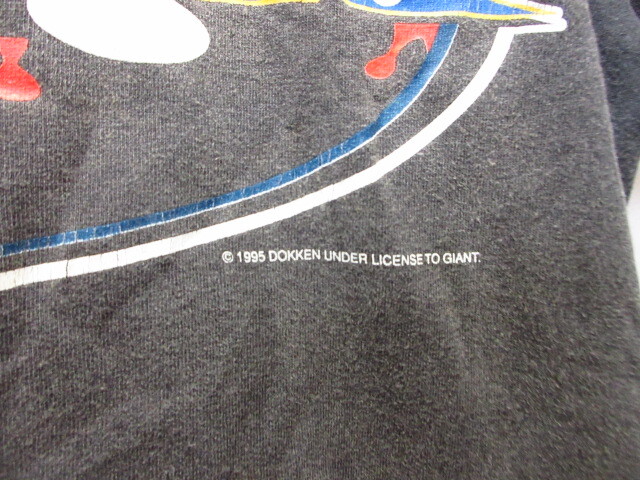 © 1995 DOKKEN UNDER LICENSE TO GIANT.